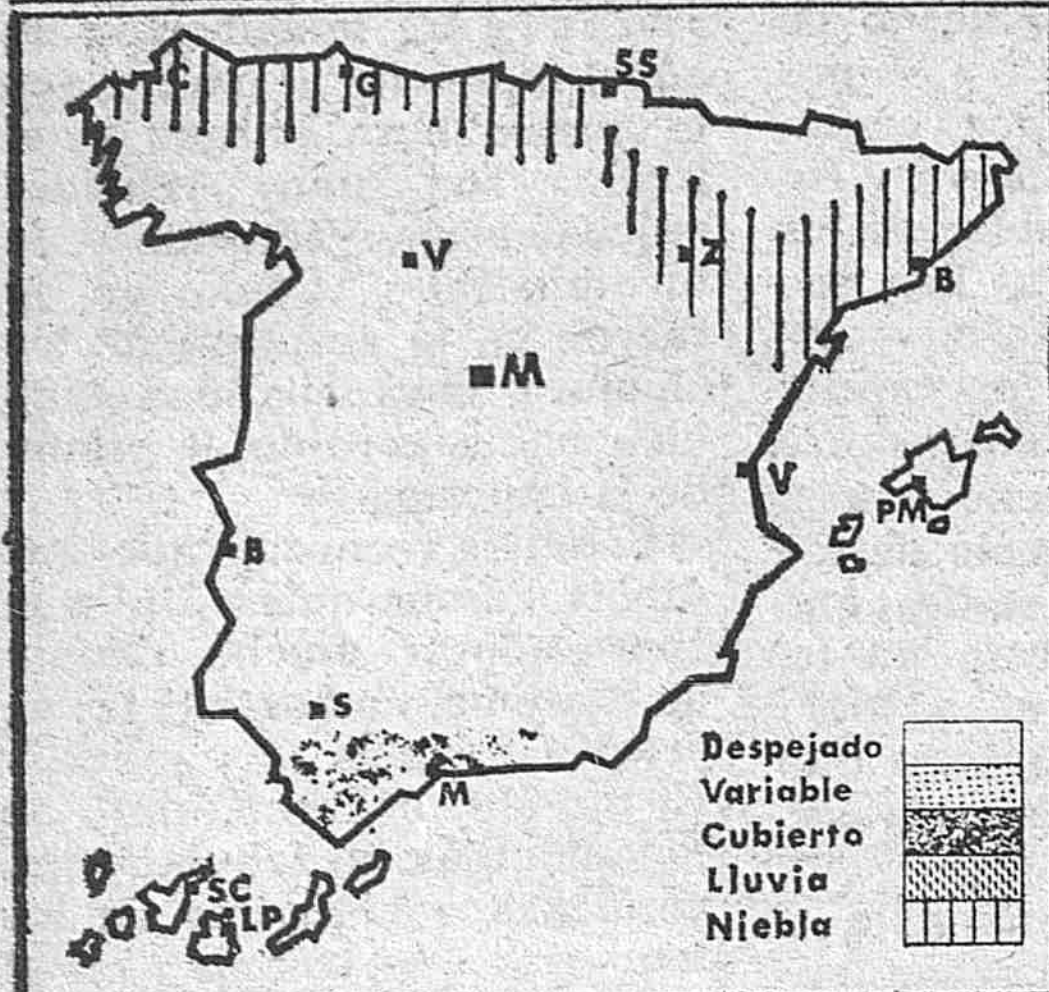 C
G
SS
V
Z
B
M
V
PM
B
S
M
SC
LP
Despejado
Variable
Cubierto
Lluvia
Niebla